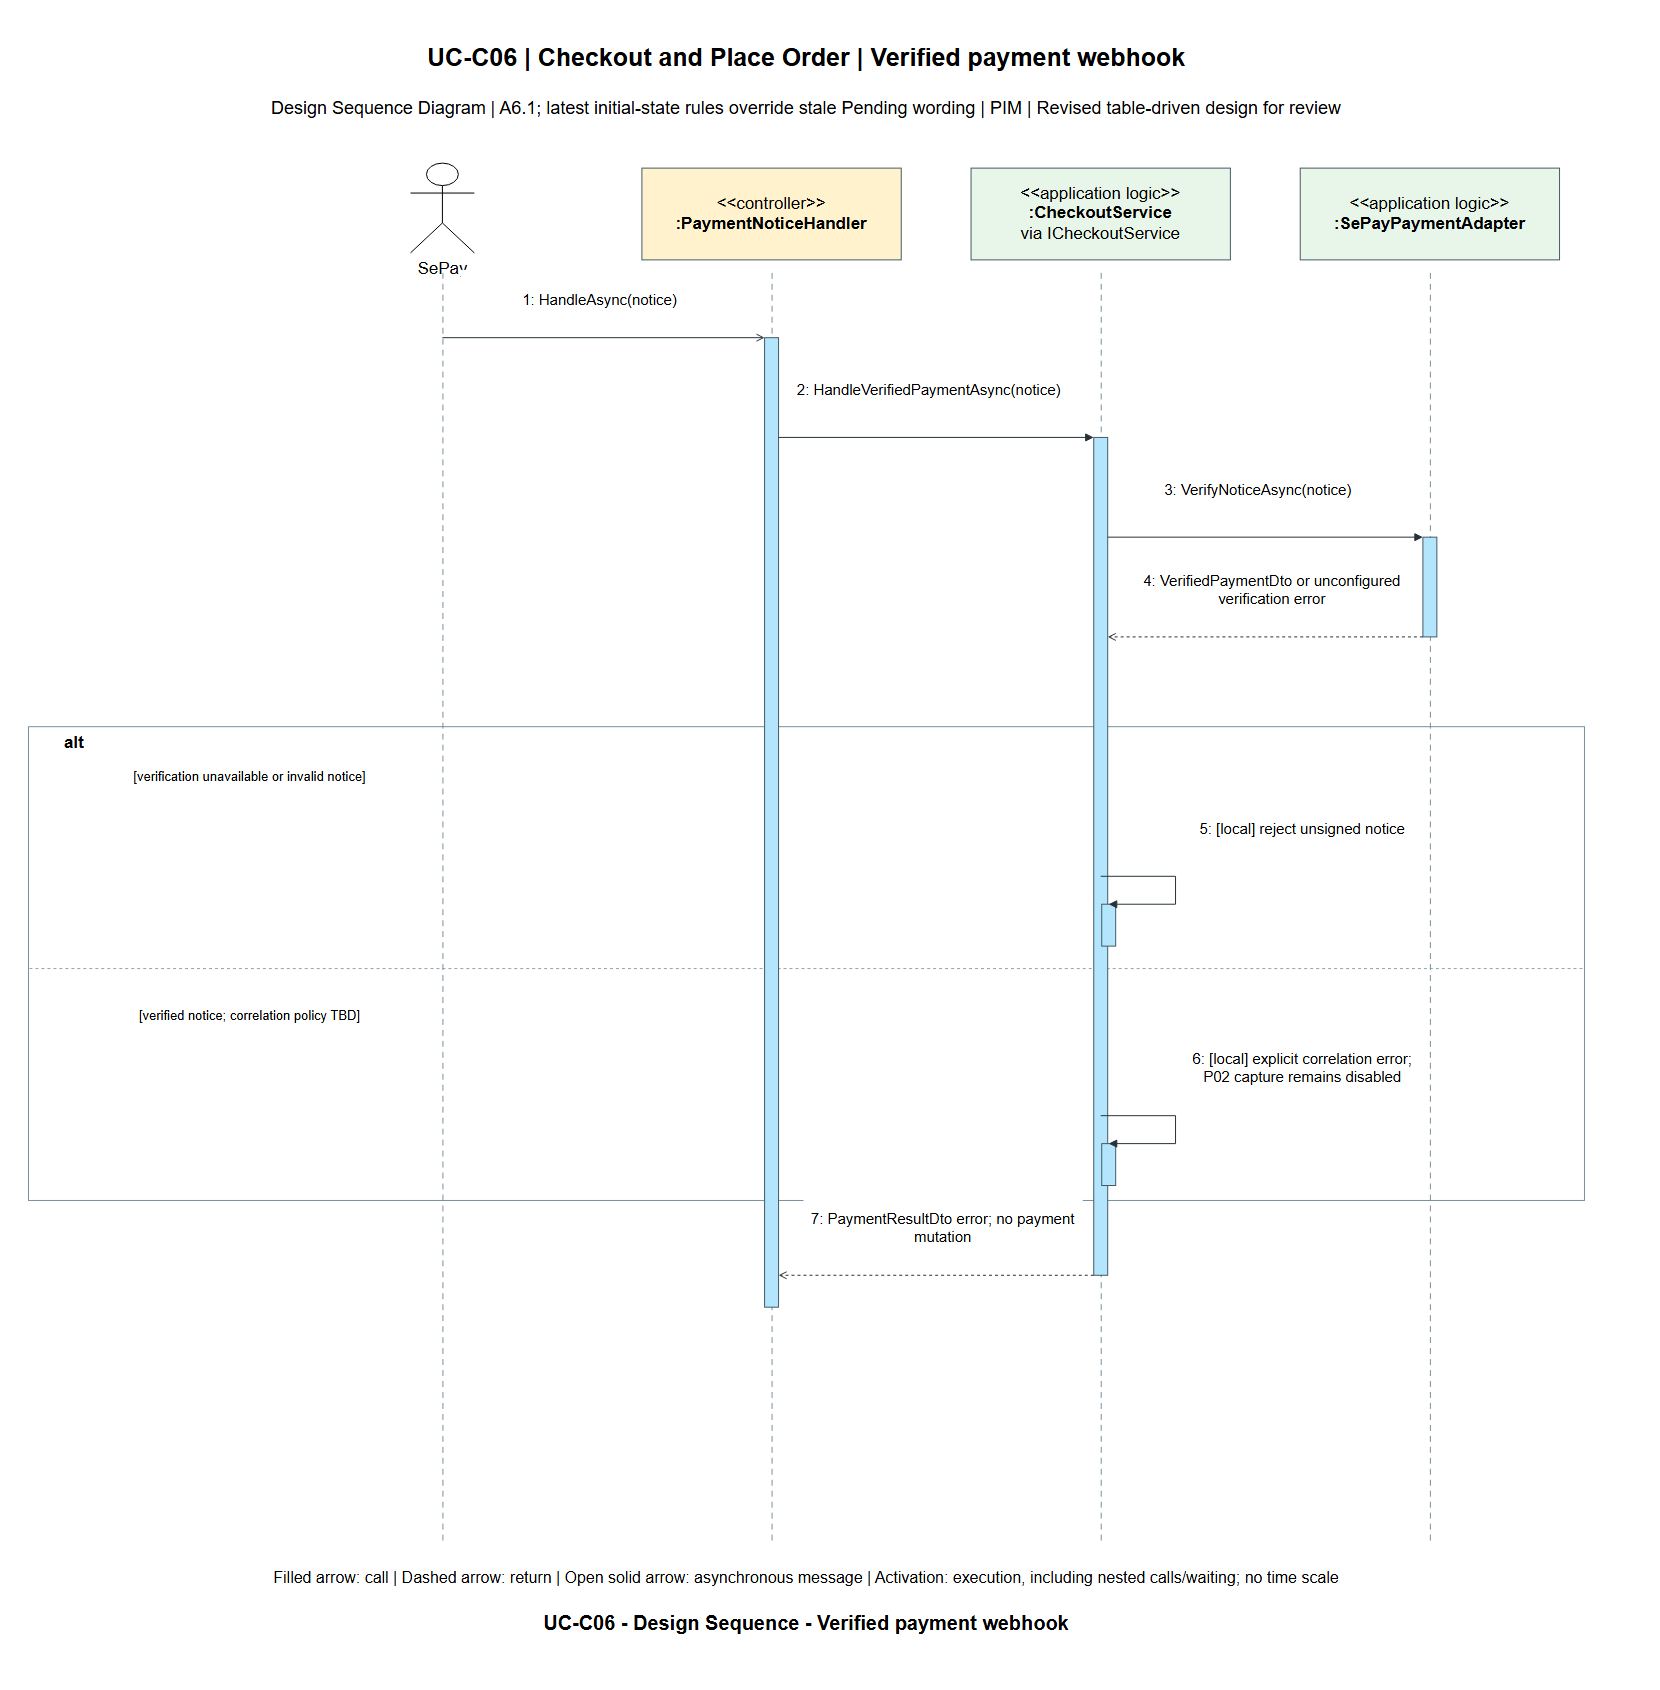 UC-C06 | Checkout and Place Order | Verified payment webhook
Design Sequence Diagram | A6.1; latest initial-state rules override stale Pending wording | PIM | Revised table-driven design for review
SePay
<<controller>>
:PaymentNoticeHandler
<<application logic>>
:CheckoutService
via ICheckoutService
<<application logic>>
:SePayPaymentAdapter
1: HandleAsync(notice)
2: HandleVerifiedPaymentAsync(notice)
3: VerifyNoticeAsync(notice)
4: VerifiedPaymentDto or unconfigured
verification error
alt
[verification unavailable or invalid notice]
5: [local] reject unsigned notice
[verified notice; correlation policy TBD]
6: [local] explicit correlation error;
P02 capture remains disabled
7: PaymentResultDto error; no payment
mutation
Filled arrow: call | Dashed arrow: return | Open solid arrow: asynchronous message | Activation: execution, including nested calls/waiting; no time scale
UC-C06 - Design Sequence - Verified payment webhook